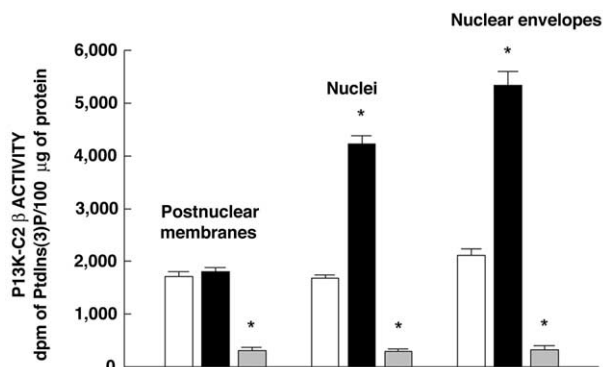 Nuclear envelopes
*
6,000
5,000
4,000
3,000
2,000
1,000
0
P13K-C2 β ACTIVITY
dpm of PtdIns(3)P/100 μg of protein
Nuclei
*
Postnuclear
membranes
*
*
*